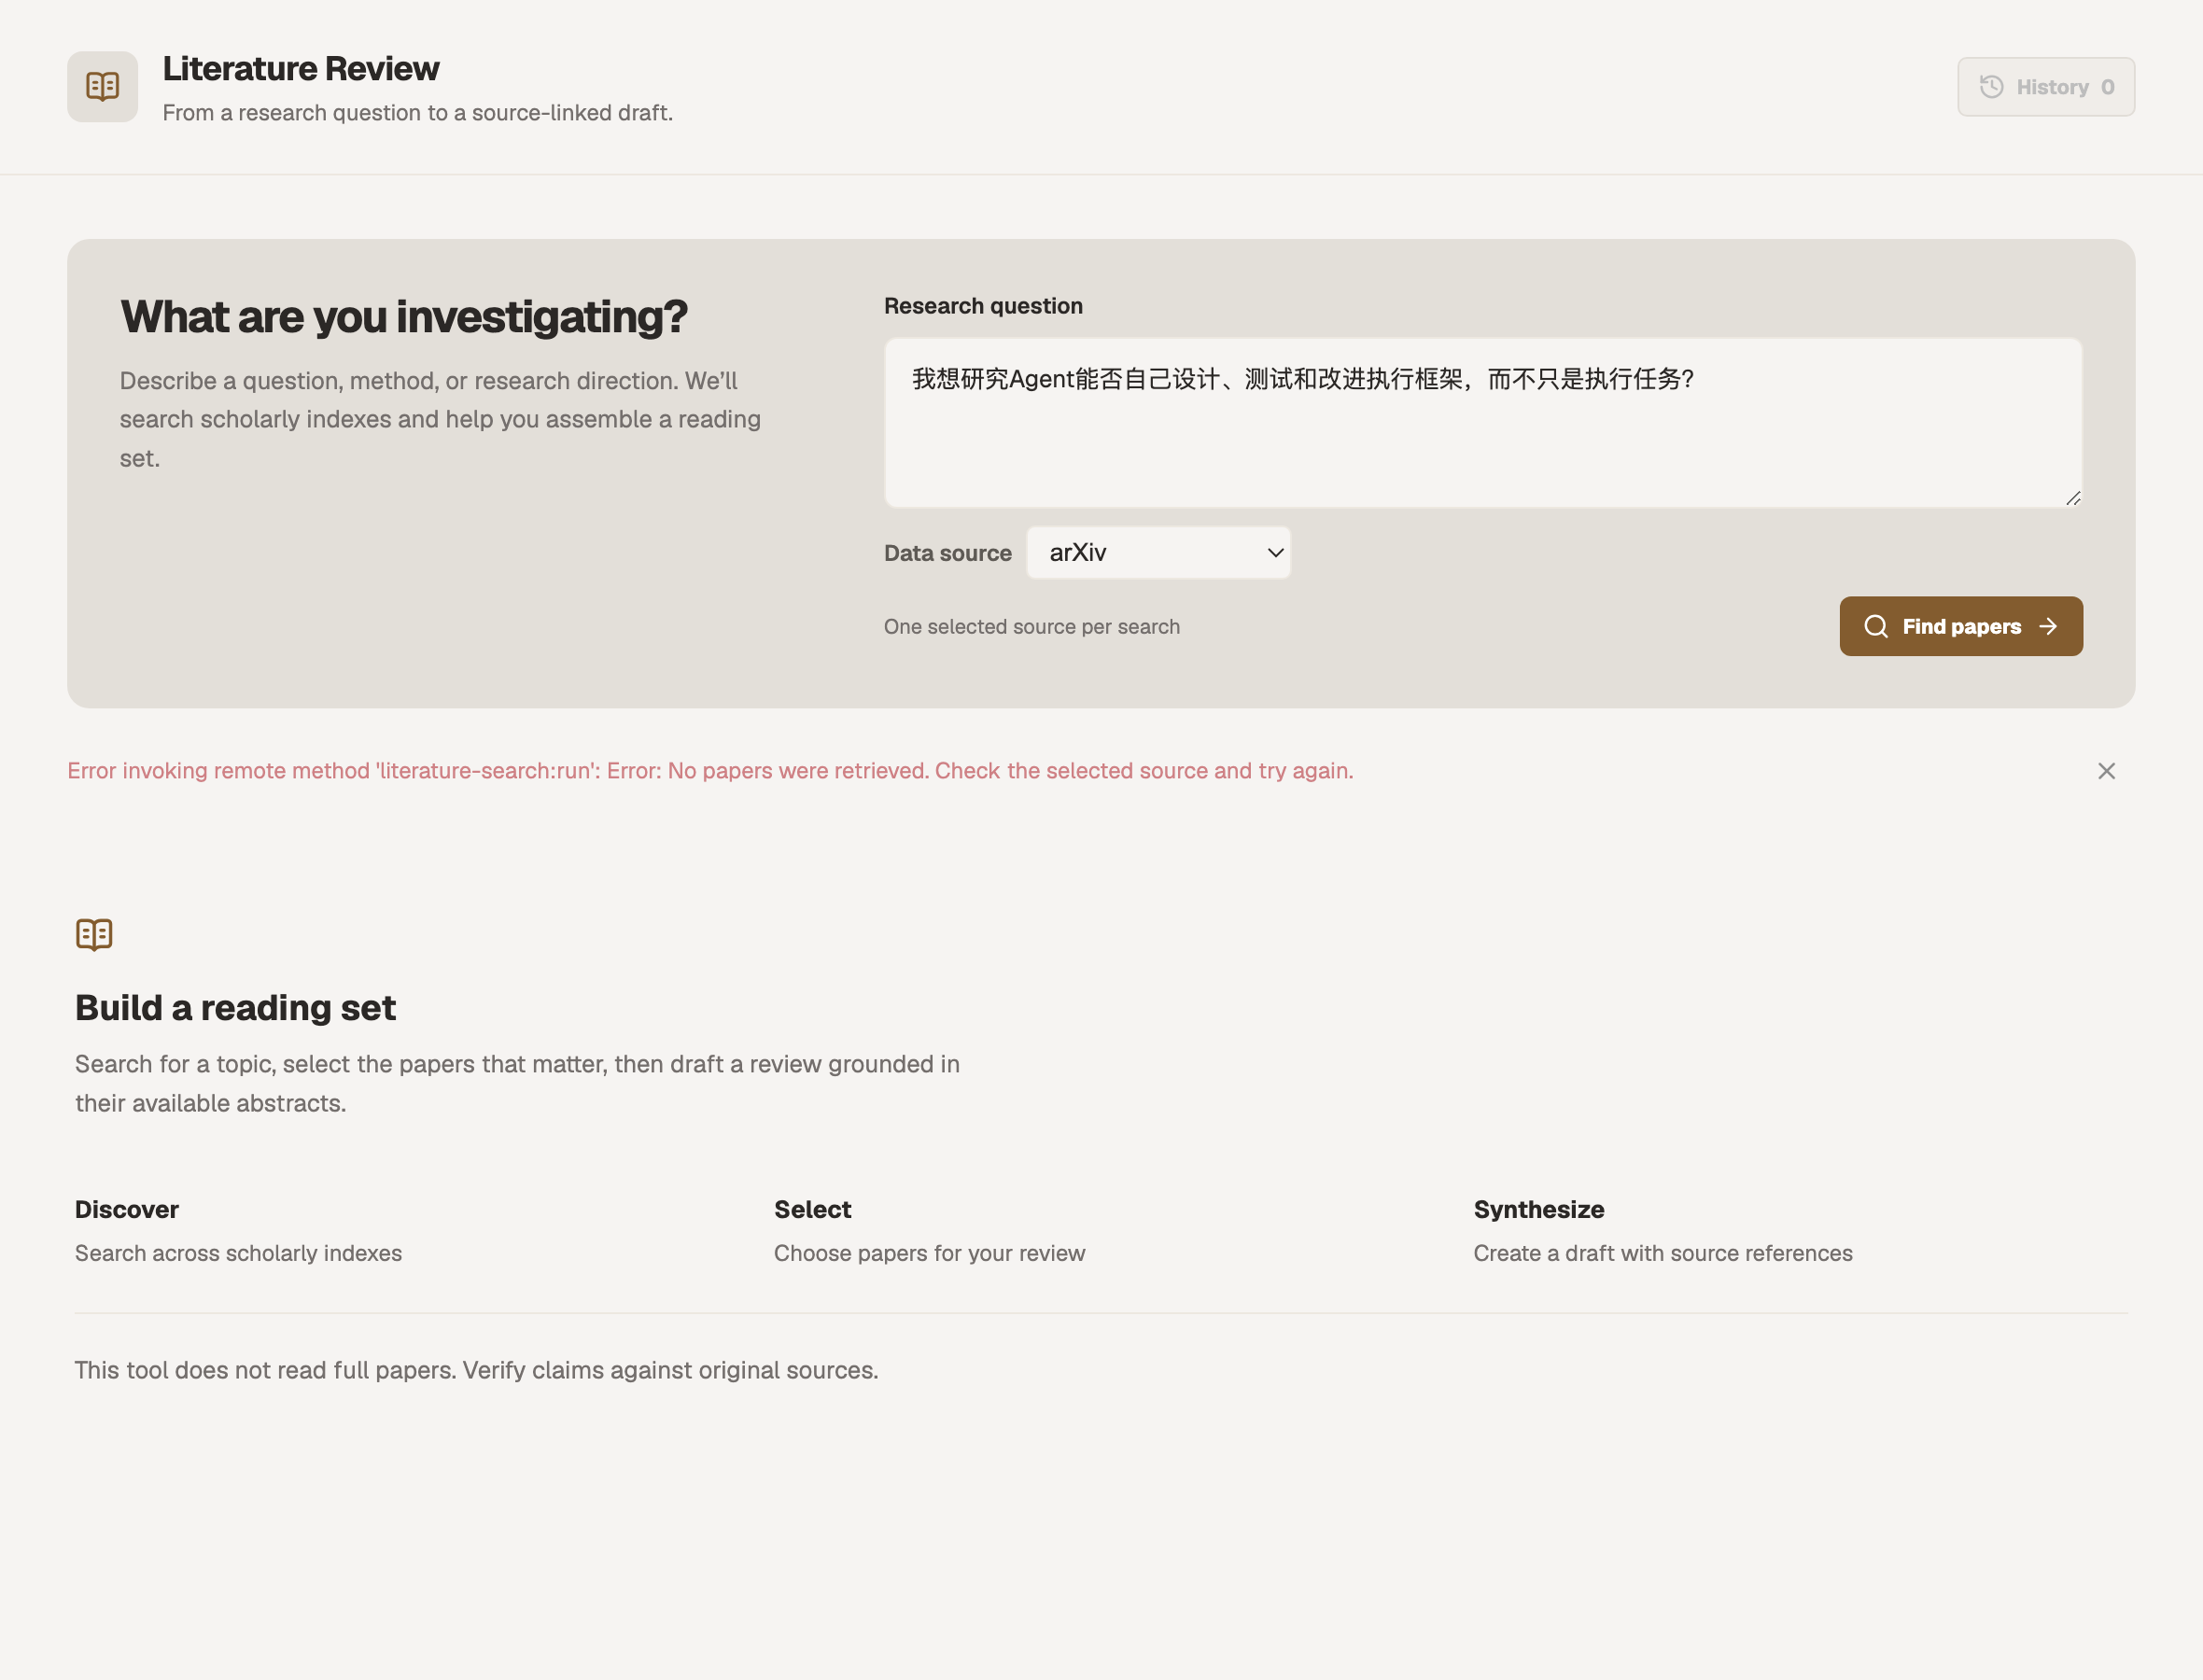 Literature Review
From a research question to a source-linked draft.
History 0
What are you investigating?
Describe a question, method, or research direction. We’ll
search scholarly indexes and help you assemble a reading
set.
Research question
我想研究Agent能否自己设计、测试和改进执行框架，而不只是执行任务?
Data source
arXiv
One selected source per search
Find papers
Error invoking remote method 'literature-search:run': Error: No papers were retrieved. Check the selected source and try again.
Build a reading set
Search for a topic, select the papers that matter, then draft a review grounded in
their available abstracts.
Discover
Search across scholarly indexes
Select
Choose papers for your review
Synthesize
Create a draft with source references
This tool does not read full papers. Verify claims against original sources.